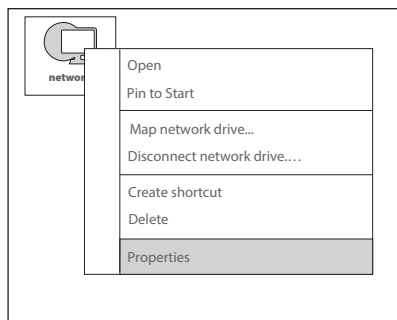 networ
Open
Pin to Start
Map network drive...
Disconnect network drive.…
Create shortcut
Delete
Properties